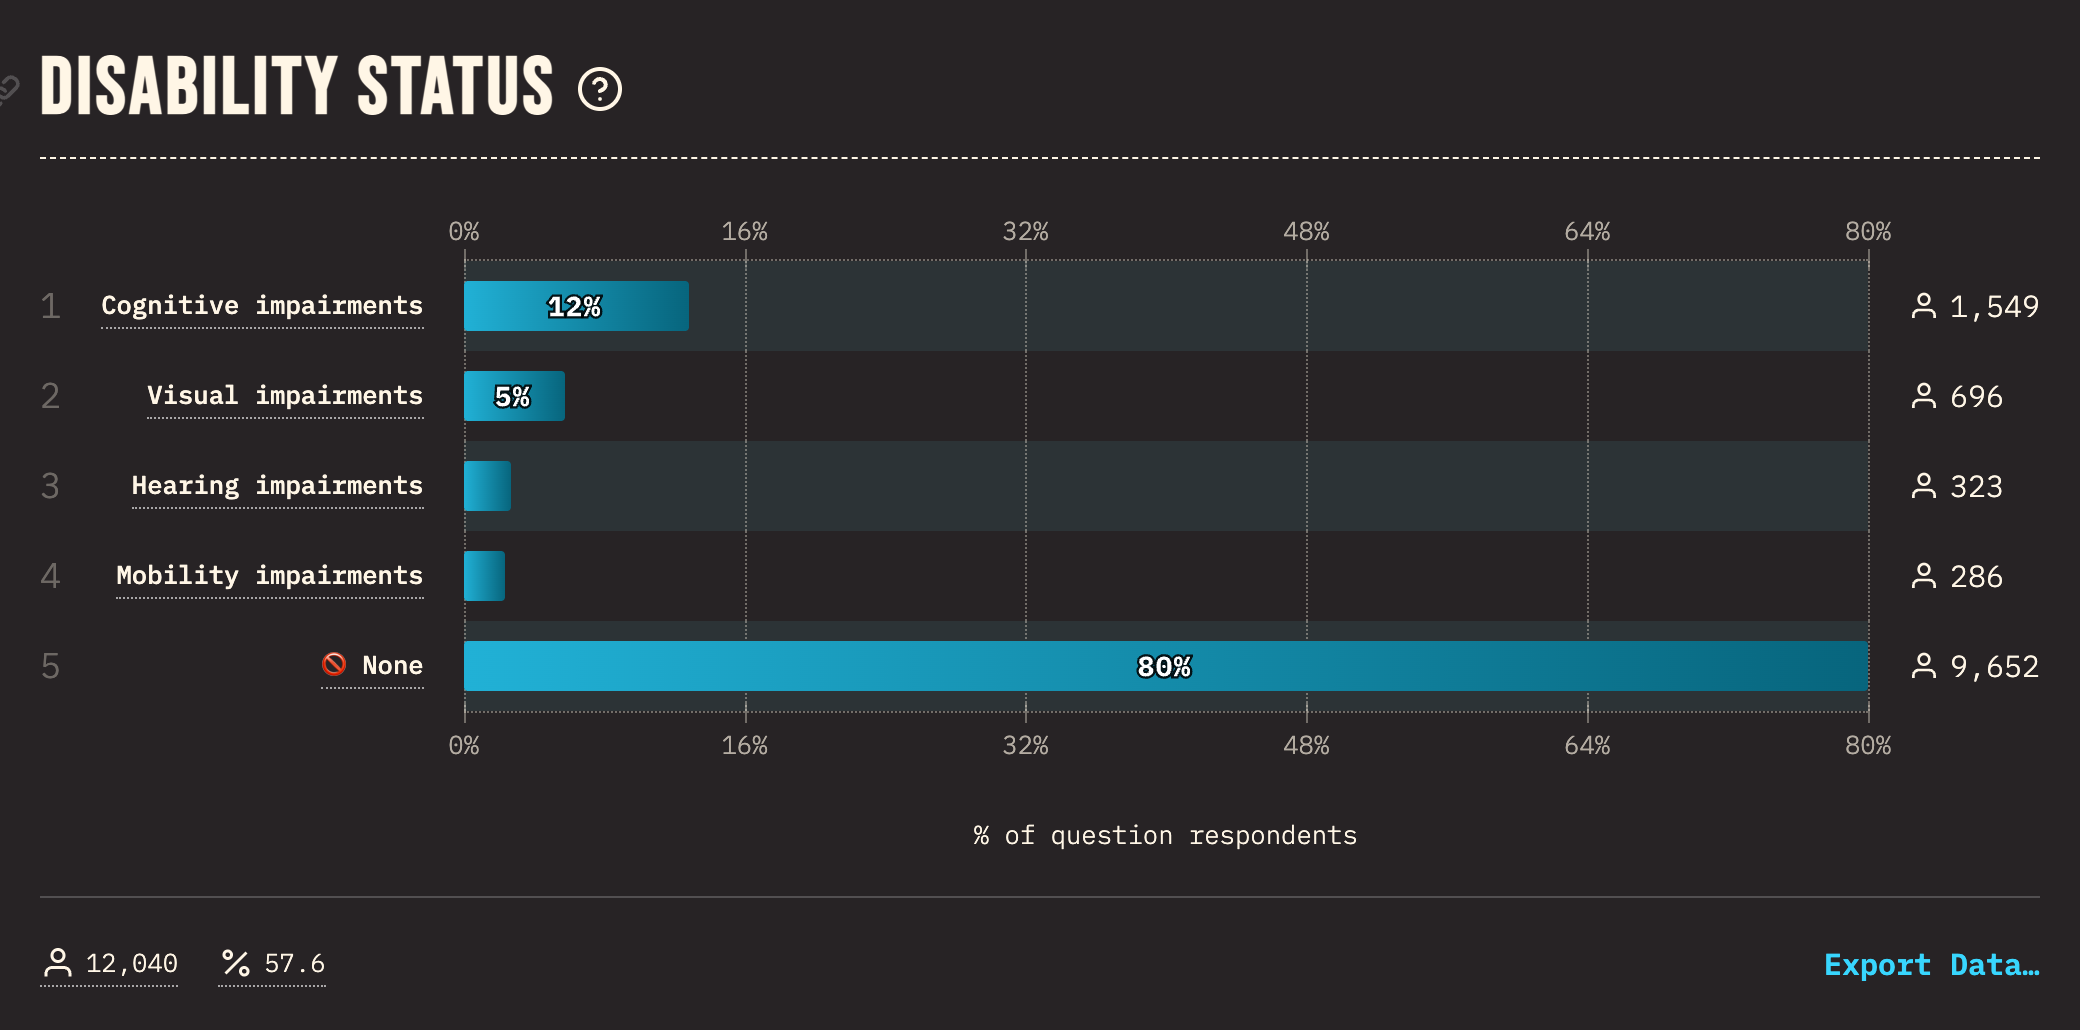 DISABILITY STATUS ?
0% 16% 32% 48% 64% 80%
1 Cognitive impairments 12% 1,549
2 Visual impairments 5% 696
3 Hearing impairments 323
4 Mobility impairments 286
5 🚫 None 80% 9,652
0% 16% 32% 48% 64% 80%
% of question respondents
12,040 % 57.6 Export Data…